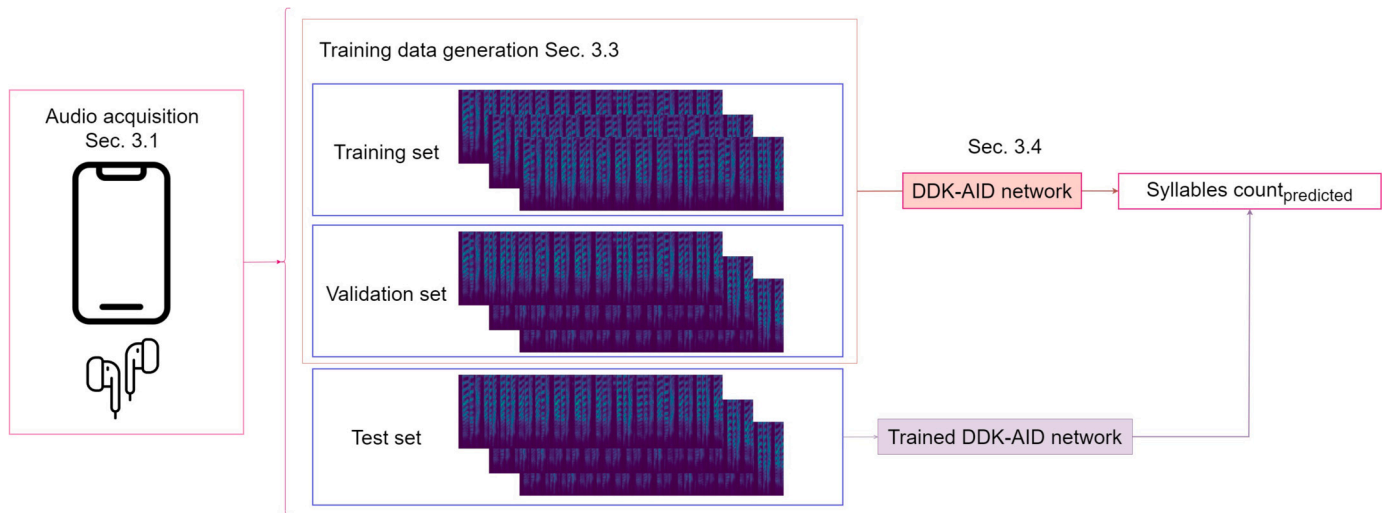 Audio acquisition
Sec. 3.1
Training data generation Sec. 3.3
Training set
Validation set
Test set
Sec. 3.4
DDK-AID network
Trained DDK-AID network
Syllables count predicted